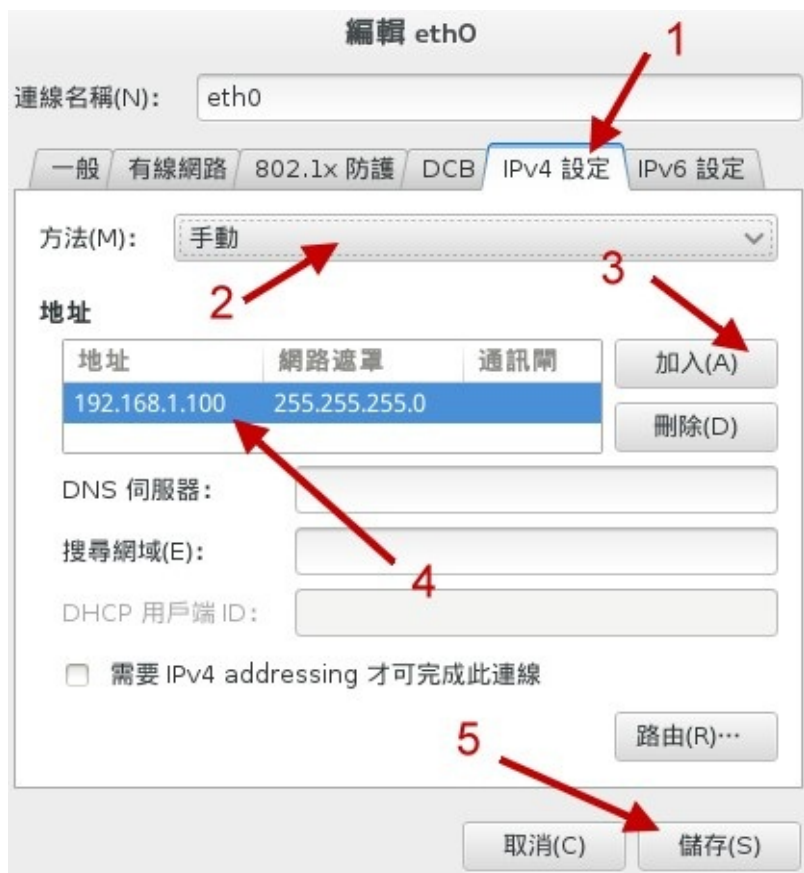 編輯 eth0
1
連線名稱(N): eth0
一般 有線網路 802.1x 防護 DCB IPv4 設定 IPv6 設定
方法(M): 手動
2
3
地址
地址 網路遮罩 通訊閘
加入(A)
192.168.1.100 255.255.255.0
刪除(D)
DNS 伺服器:
搜尋網域(E):
4
DHCP 用戶端 ID:
需要 IPv4 addressing 才可完成此連線
5
路由(R)…
取消(C) 儲存(S)